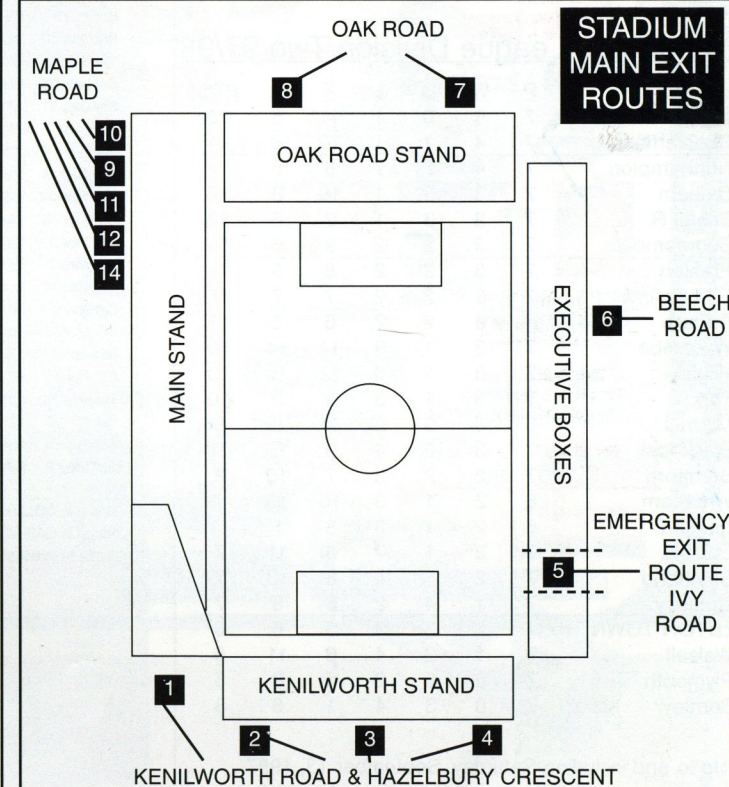 STADIUM
MAIN EXIT
ROUTES
OAK ROAD
MAPLE
ROAD
8
7
10
9
11
12
14
OAK ROAD STAND
MAIN STAND
EXECUTIVE BOXES
6
BEECH
ROAD
EMERGENCY
EXIT
ROUTE
IVY
ROAD
5
1
KENILWORTH STAND
2
3
4
KENILWORTH ROAD & HAZELBURY CRESCENT